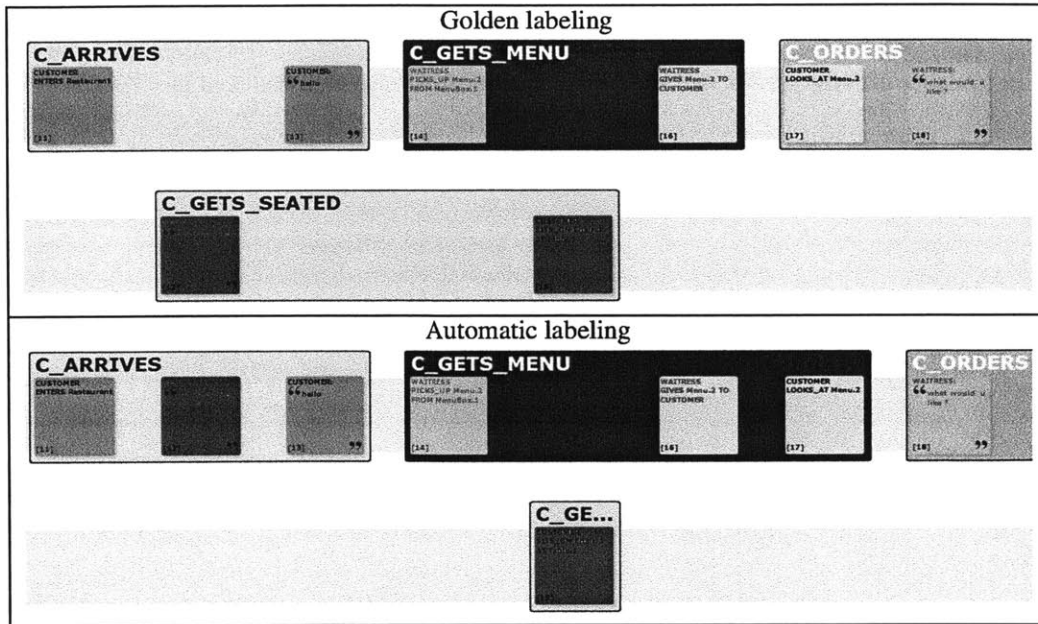 Golden labeling
C_ARRIVES
CUSTOMER
ENTERS Restaurant
[11]
CUSTOMER:
“hello
[13] ”
C_GETS_MENU
WAITRESS
PICKS_UP Menu.2
FROM MenuBox.1
[14]
WAITRESS
GIVES Menu.2 TO
CUSTOMER
[16]
C_ORDERS
CUSTOMER
LOOKS_AT Menu.2
[17]
WAITRESS:
“what would u
like ?
[18] ”
C_GETS_SEATED
Automatic labeling
C_ARRIVES
CUSTOMER
ENTERS Restaurant
[11]
[12] ”
CUSTOMER:
“hello
[13] ”
C_GETS_MENU
WAITRESS
PICKS_UP Menu.2
FROM MenuBox.1
[14]
WAITRESS
GIVES Menu.2 TO
CUSTOMER
[16]
CUSTOMER
LOOKS_AT Menu.2
[17]
C_ORDERS
WAITRESS:
“what would u
like ?
[18] ”
C_GE...